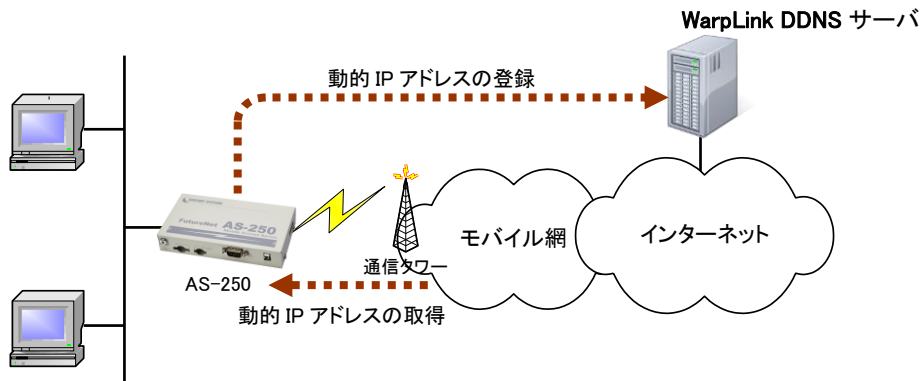 WarpLink DDNS サーバ
動的 IP アドレスの登録
FutureNet AS-250
モバイル網
インターネット
通信タワー
AS-250
動的 IP アドレスの取得